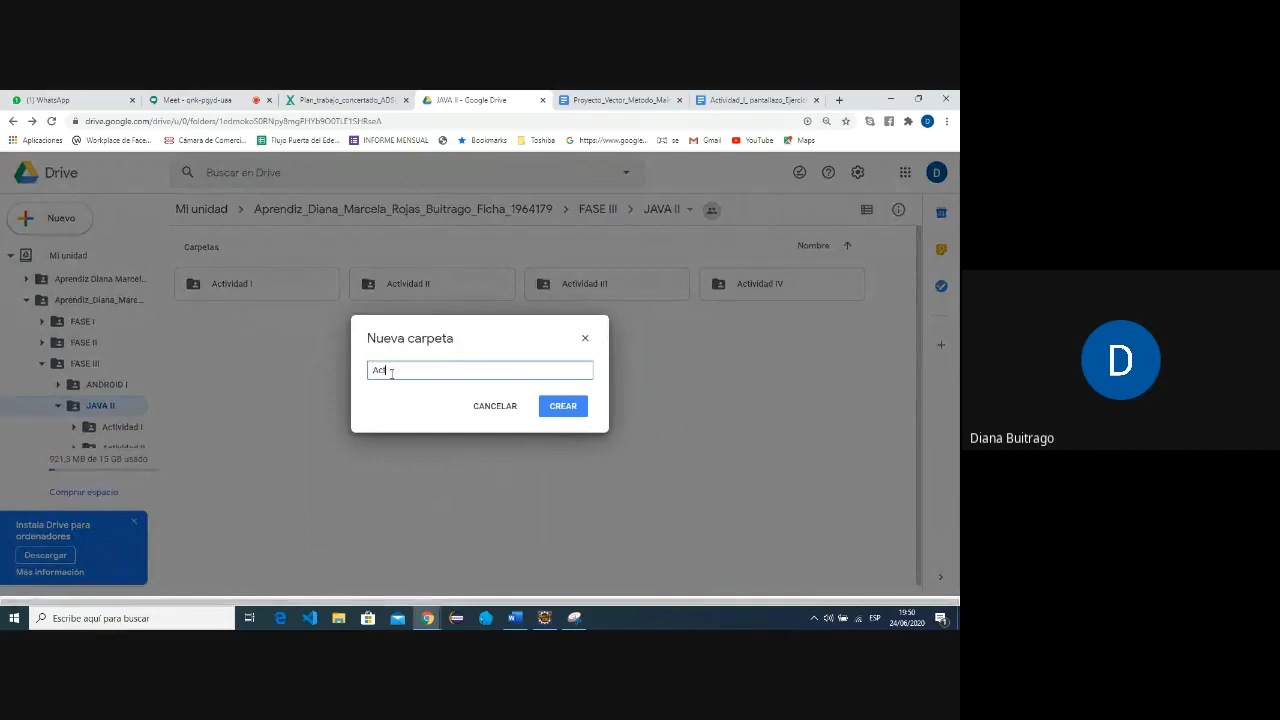 (1) WhatsApp
Meet - qnk-pgyd-uaa
Plan_trabajo_concertado_ADSI
JAVA II - Google Drive
Proyecto_Vector_Metodo_Mai
Actividad_I_pantallazo_Ejercic
drive.google.com/drive/u/0/folders/1edmokoS0RNpy8mgPHYb9O0TLE1SHRseA
Aplicaciones
Workplace de Face...
Cámara de Comerci...
Flujo Puerta del Ede...
INFORME MENSUAL
Bookmarks
Toshiba
https://www.google...
se
Gmail
YouTube
Maps
Drive
Buscar en Drive
D
Nuevo
Mi unidad
Aprendiz_Diana_Marcela_Rojas_Buitrago_Ficha_1964179
FASE III
JAVA II
Carpetas
Nombre
Mi unidad
Aprendiz Diana Marcel...
Aprendiz_Diana_Marc...
FASE I
FASE II
FASE III
ANDROID I
JAVA II
Actividad I
Actividad I
Actividad II
Actividad III
Actividad IV
Nueva carpeta
Act
CANCELAR
CREAR
921,3 MB de 15 GB usado
Comprar espacio
Instala Drive para
ordenadores
Descargar
Más información
Escribe aquí para buscar
ESP
19:50
24/06/2020
D
Diana Buitrago